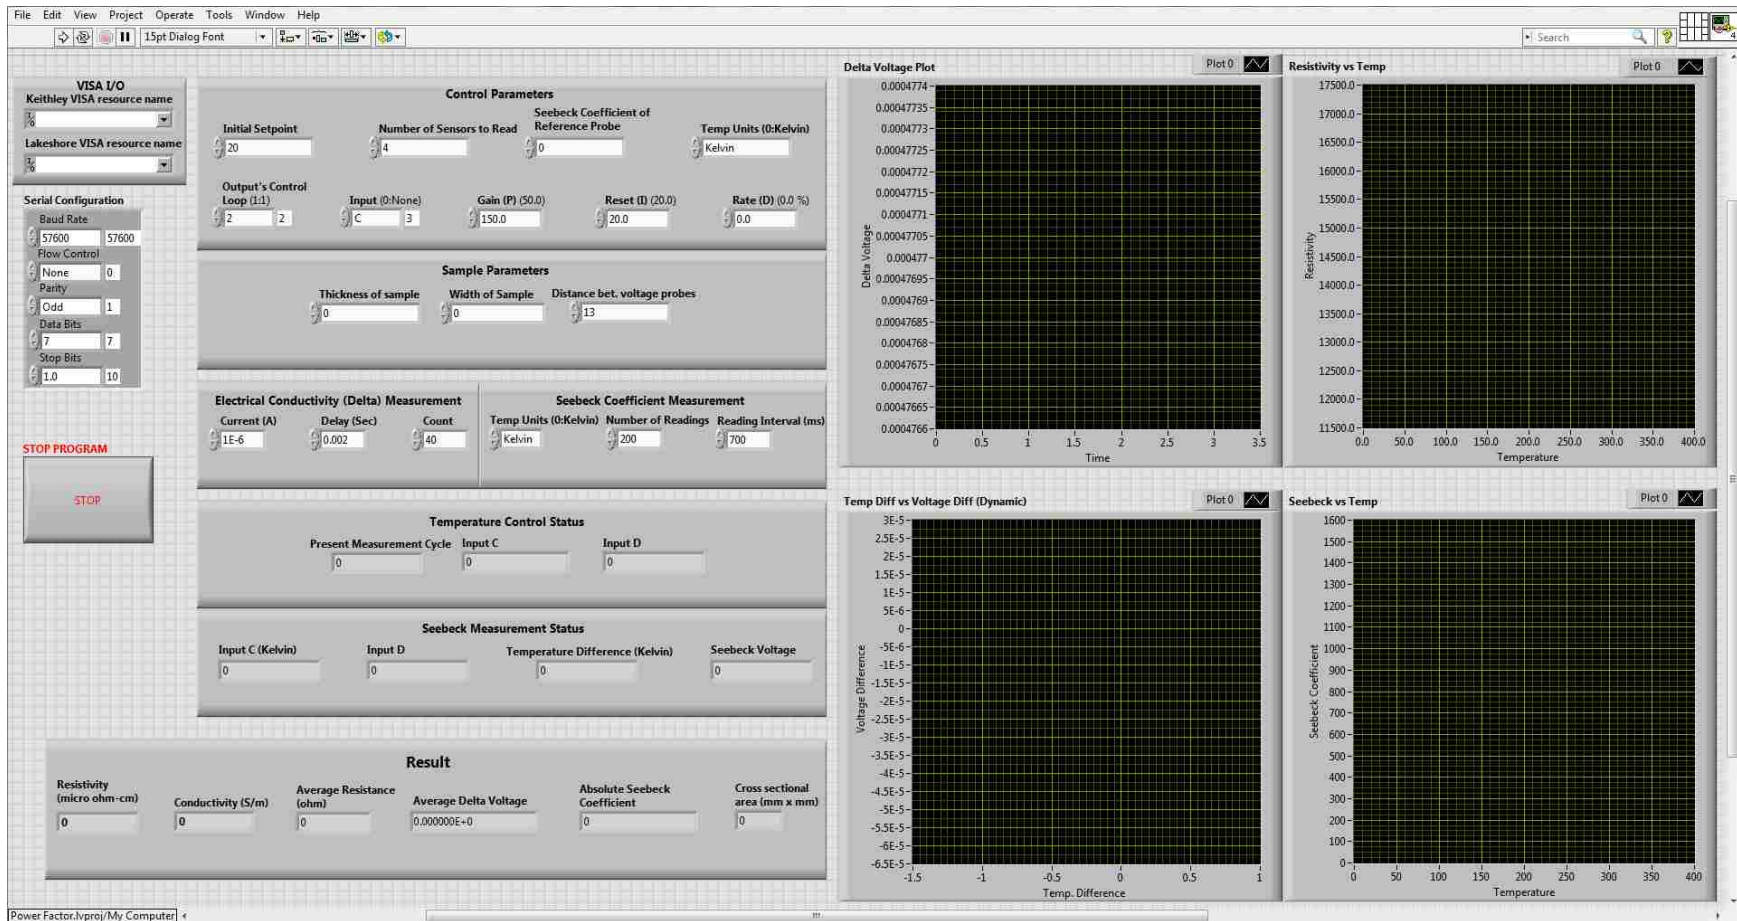 File Edit View Project Operate Tools Window Help
15pt Dialog Font
Search
4
VISA I/O
Keithley VISA resource name
Lakeshore VISA resource name
Serial Configuration
Baud Rate
57600 57600
Flow Control
None 0
Parity
Odd 1
Data Bits
7 7
Stop Bits
1.0 10
STOP PROGRAM
STOP
Control Parameters
Initial Setpoint
20
Number of Sensors to Read
4
Seebeck Coefficient of
Reference Probe
0
Temp Units (0:Kelvin)
Kelvin
Output's Control
Loop (1:1)
2 2
Input (0:None)
C 3
Gain (P) (50.0)
150.0
Reset (I) (20.0)
20.0
Rate (D) (0.0 %)
0.0
Sample Parameters
Thickness of sample
0
Width of Sample
0
Distance bet. voltage probes
13
Electrical Conductivity (Delta) Measurement
Current (A)
1E-6
Delay (Sec)
0.002
Count
40
Seebeck Coefficient Measurement
Temp Units (0:Kelvin)
Kelvin
Number of Readings
200
Reading Interval (ms)
700
Temperature Control Status
Present Measurement Cycle
0
Input C
0
Input D
0
Seebeck Measurement Status
Input C (Kelvin)
0
Input D
0
Temperature Difference (Kelvin)
0
Seebeck Voltage
0
Result
Resistivity
(micro ohm-cm)
0
Conductivity (S/m)
0
Average Resistance
(ohm)
0
Average Delta Voltage
0.000000E+0
Absolute Seebeck
Coefficient
0
Cross sectional
area (mm x mm)
0
Delta Voltage Plot
Plot 0
Delta Voltage
0.0004774
0.00047735
0.0004773
0.00047725
0.0004772
0.00047715
0.0004771
0.00047705
0.000477
0.00047695
0.0004769
0.00047685
0.0004768
0.00047675
0.0004767
0.00047665
0.0004766
0 0.5 1 1.5 2 2.5 3 3.5
Time
Resistivity vs Temp
Plot 0
Resistivity
17500.0
17000.0
16500.0
16000.0
15500.0
15000.0
14500.0
14000.0
13500.0
13000.0
12500.0
12000.0
11500.0
0.0 50.0 100.0 150.0 200.0 250.0 300.0 350.0 400.0
Temperature
Temp Diff vs Voltage Diff (Dynamic)
Plot 0
Voltage Difference
3E-5
2.5E-5
2E-5
1.5E-5
1E-5
5E-6
0
-5E-6
-1E-5
-1.5E-5
-2E-5
-2.5E-5
-3E-5
-3.5E-5
-4E-5
-4.5E-5
-5E-5
-5.5E-5
-6E-5
-6.5E-5
-1.5 -1 -0.5 0 0.5 1
Temp. Difference
Seebeck vs Temp
Plot 0
Seebeck Coefficient
1600
1400
1300
1200
1100
1000
900
800
700
600
500
400
300
200
100
0
0 50 100 150 200 250 300 350 400
Temperature
Power Factor.lvproj/My Computer